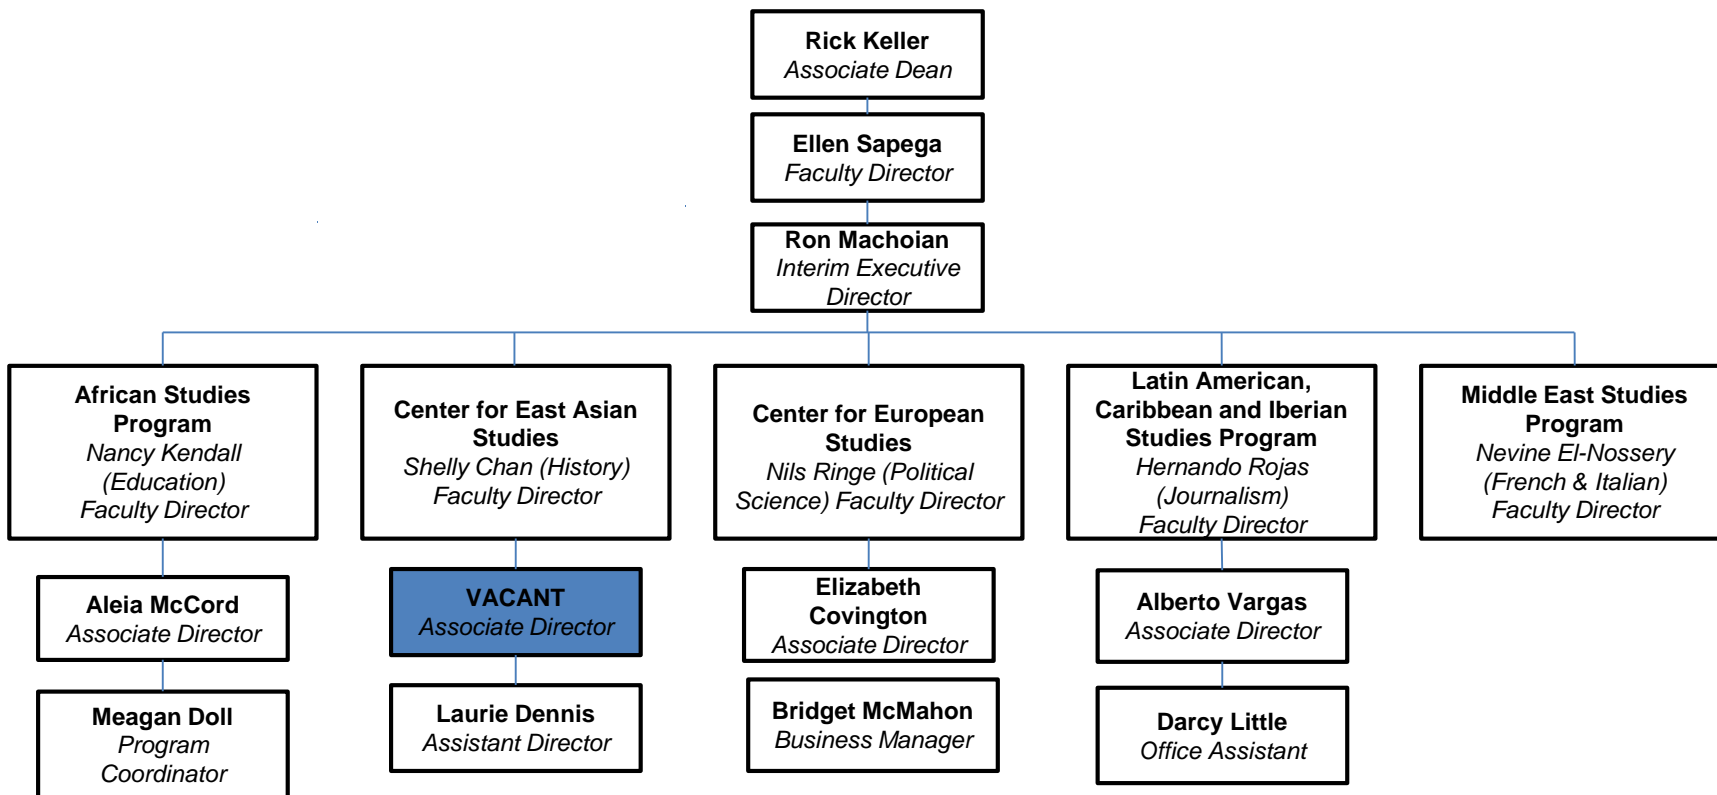 Rick Keller
Associate Dean
Ellen Sapega
Faculty Director
Ron Machoian
Interim Executive
Director
African Studies
Program
Nancy Kendall
(Education)
Faculty Director
Center for East Asian
Studies
Shelly Chan (History)
Faculty Director
Center for European
Studies
Nils Ringe (Political
Science) Faculty Director
Latin American,
Caribbean and Iberian
Studies Program
Hernando Rojas
(Journalism)
Faculty Director
Middle East Studies
Program
Nevine El-Nossery
(French & Italian)
Faculty Director
Aleia McCord
Associate Director
VACANT
Associate Director
Elizabeth
Covington
Associate Director
Alberto Vargas
Associate Director
Meagan Doll
Program
Coordinator
Laurie Dennis
Assistant Director
Bridget McMahon
Business Manager
Darcy Little
Office Assistant